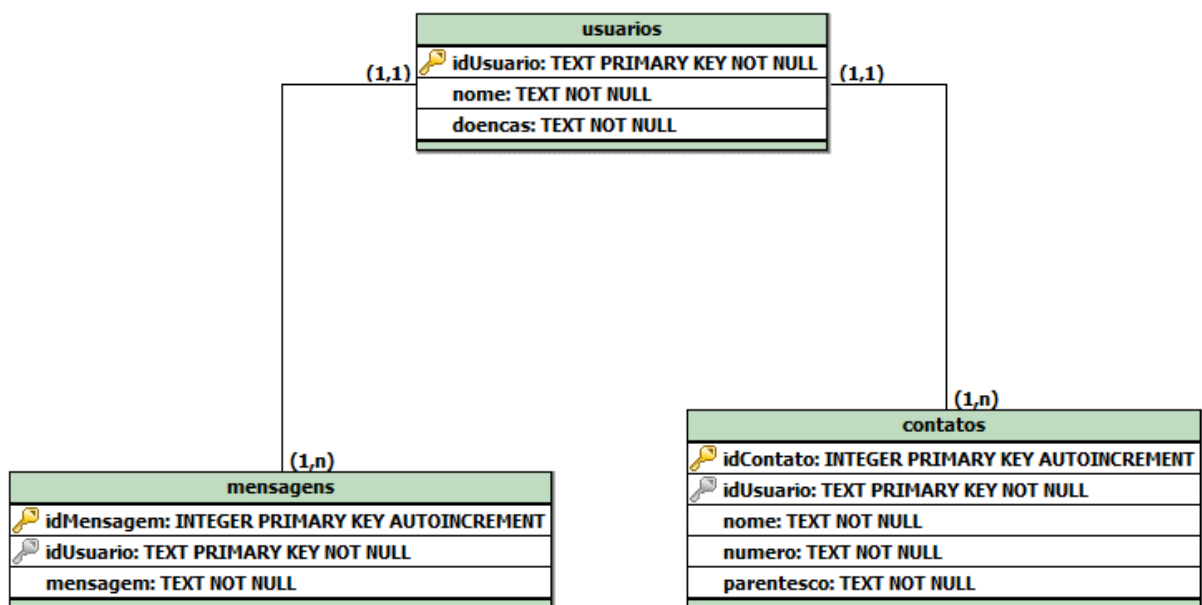 usuarios
idUsuario: TEXT PRIMARY KEY NOT NULL
nome: TEXT NOT NULL
doencas: TEXT NOT NULL
(1,1)
(1,1)
(1,n)
(1,n)
mensagens
idMensagem: INTEGER PRIMARY KEY AUTOINCREMENT
idUsuario: TEXT PRIMARY KEY NOT NULL
mensagem: TEXT NOT NULL
contatos
idContato: INTEGER PRIMARY KEY AUTOINCREMENT
idUsuario: TEXT PRIMARY KEY NOT NULL
nome: TEXT NOT NULL
numero: TEXT NOT NULL
parentesco: TEXT NOT NULL